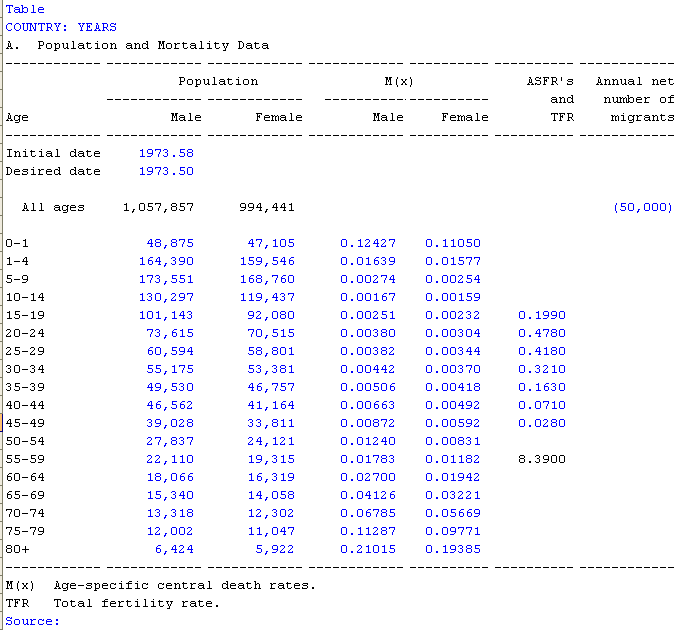 Table
COUNTRY: YEARS
A. Population and Mortality Data
Population M(x) ASFR's Annual net
and number of
Age Male Female Male Female TFR migrants
Initial date 1973.58
Desired date 1973.50
All ages 1,057,857 994,441 (50,000)
0-1 48,875 47,105 0.12427 0.11050
1-4 164,390 159,546 0.01639 0.01577
5-9 173,551 168,760 0.00274 0.00254
10-14 130,297 119,437 0.00167 0.00159
15-19 101,143 92,080 0.00251 0.00232 0.1990
20-24 73,615 70,515 0.00380 0.00304 0.4780
25-29 60,594 58,801 0.00382 0.00344 0.4180
30-34 55,175 53,381 0.00442 0.00370 0.3210
35-39 49,530 46,757 0.00506 0.00418 0.1630
40-44 46,562 41,164 0.00663 0.00492 0.0710
45-49 39,028 33,811 0.00872 0.00592 0.0280
50-54 27,837 24,121 0.01240 0.00831
55-59 22,110 19,315 0.01783 0.01182 8.3900
60-64 18,066 16,319 0.02700 0.01942
65-69 15,340 14,058 0.04126 0.03221
70-74 13,318 12,302 0.06785 0.05669
75-79 12,002 11,047 0.11287 0.09771
80+ 6,424 5,922 0.21015 0.19385
M(x) Age-specific central death rates.
TFR Total fertility rate.
Source: